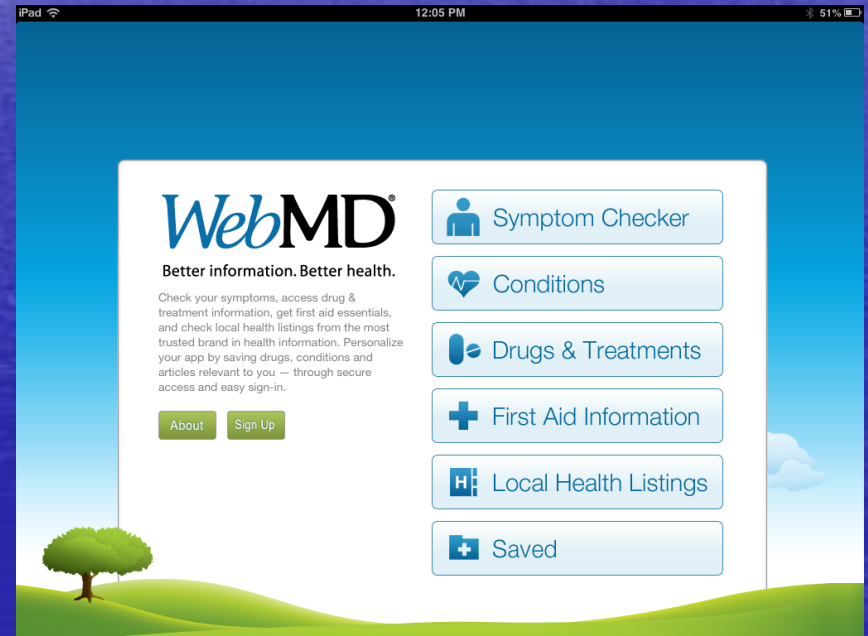 iPad 12:05 PM 51%
WebMD®
Better information. Better health.
Check your symptoms, access drug &
treatment information, get first aid essentials,
and check local health listings from the most
trusted brand in health information. Personalize
your app by saving drugs, conditions and
articles relevant to you — through secure
access and easy sign-in.
About Sign Up
Symptom Checker
Conditions
Drugs & Treatments
First Aid Information
H Local Health Listings
Saved